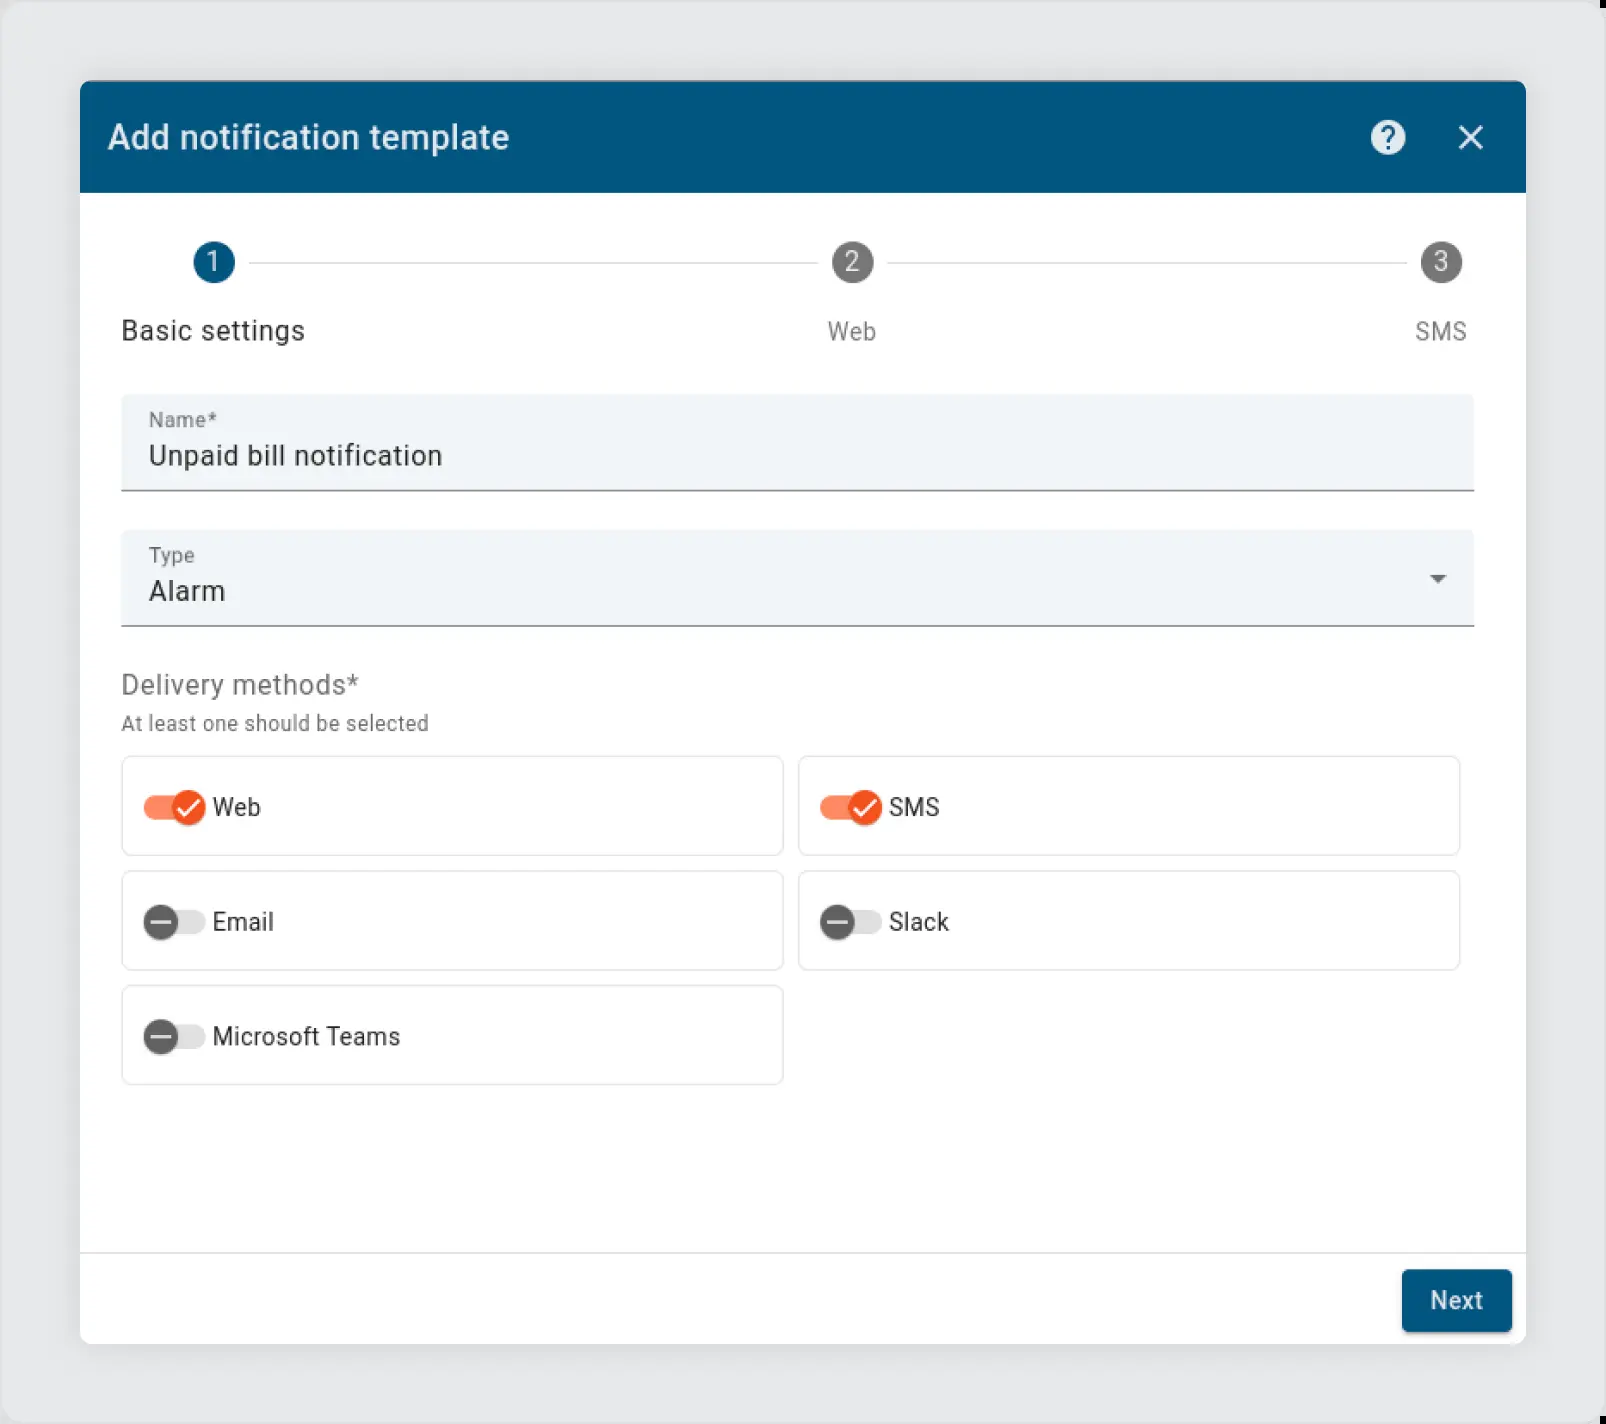 Add notification template
?
1
2
3
Basic settings
Web
SMS
Name*
Unpaid bill notification
Type
Alarm
Delivery methods*
At least one should be selected
Web
SMS
Email
Slack
Microsoft Teams
Next